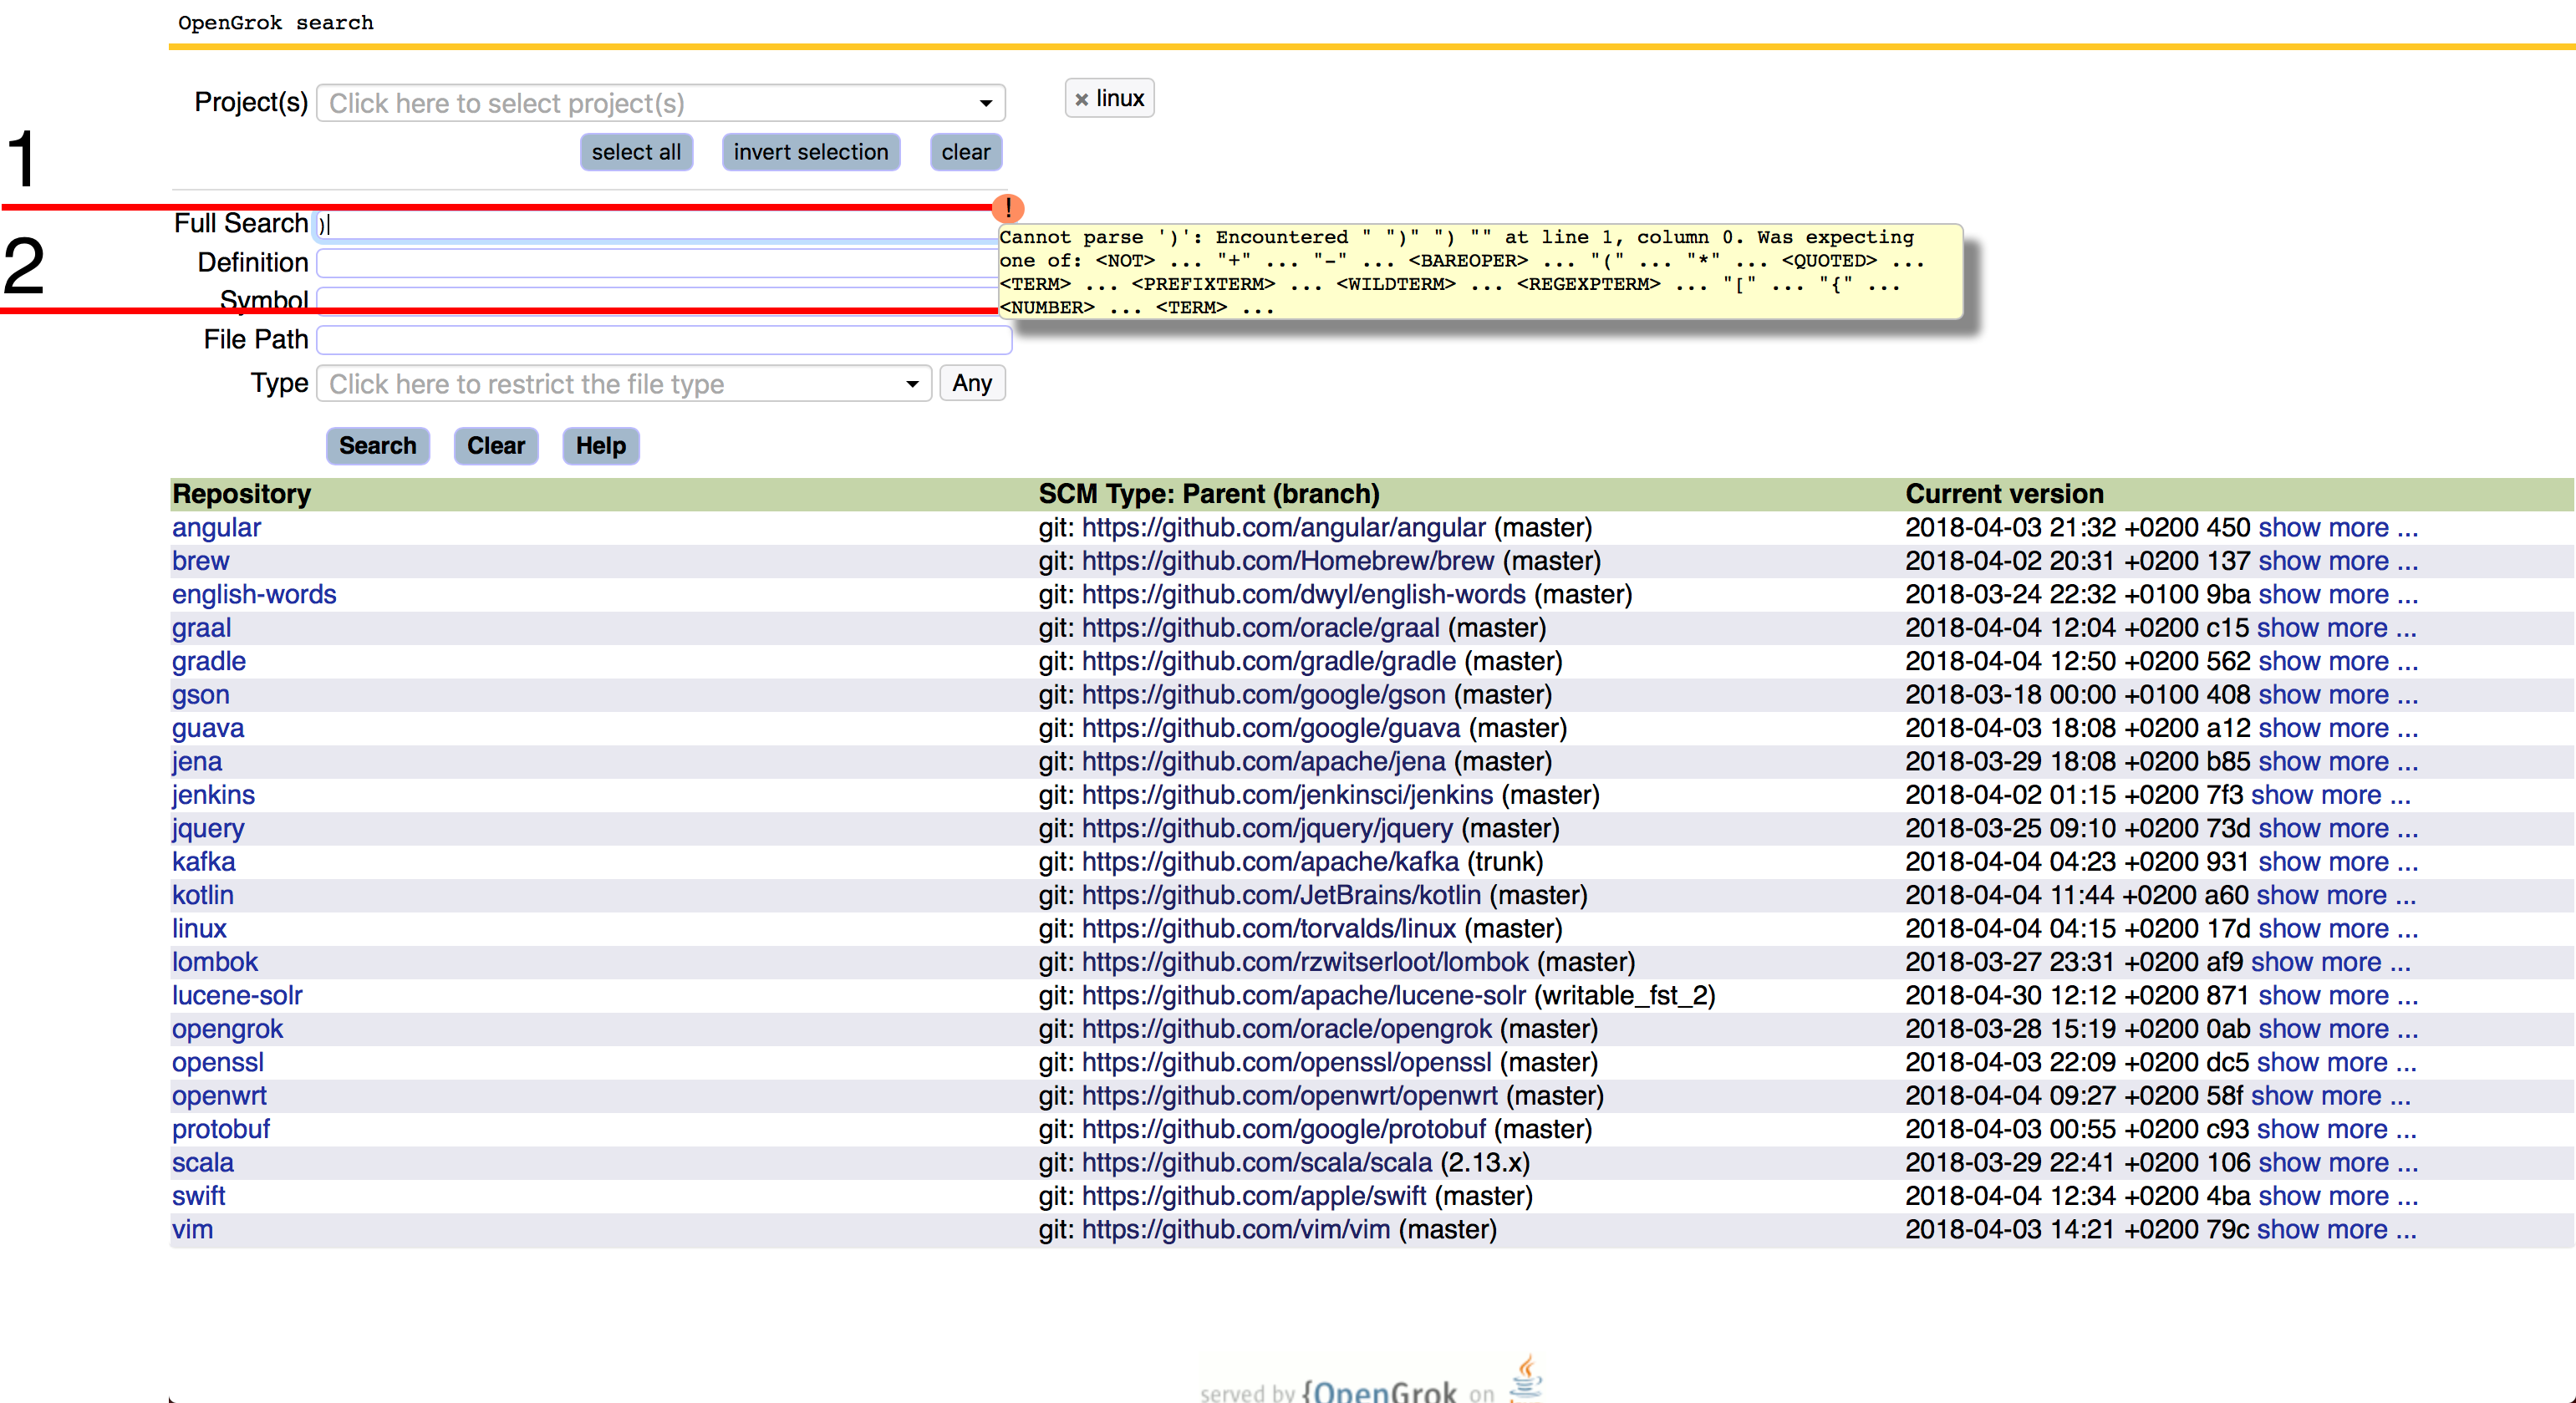 OpenGrok search
Project(s) Click here to select project(s) × linux
select all invert selection clear
1
Full Search )
!
Cannot parse ')': Encountered " ")" ") "" at line 1, column 0. Was expecting
one of: <NOT> ... "+" ... "-" ... <BAREOPER> ... "(" ... "*" ... <QUOTED> ...
<TERM> ... <PREFIXTERM> ... <WILDTERM> ... <REGEXPTERM> ... "[" ... "{" ...
<NUMBER> ... <TERM> ...
2
Definition
Symbol
File Path
Type Click here to restrict the file type Any
Search Clear Help
Repository SCM Type: Parent (branch) Current version
angular git: https://github.com/angular/angular (master) 2018-04-03 21:32 +0200 450 show more ...
brew git: https://github.com/Homebrew/brew (master) 2018-04-02 20:31 +0200 137 show more ...
english-words git: https://github.com/dwyl/english-words (master) 2018-03-24 22:32 +0100 9ba show more ...
graal git: https://github.com/oracle/graal (master) 2018-04-04 12:04 +0200 c15 show more ...
gradle git: https://github.com/gradle/gradle (master) 2018-04-04 12:50 +0200 562 show more ...
gson git: https://github.com/google/gson (master) 2018-03-18 00:00 +0100 408 show more ...
guava git: https://github.com/google/guava (master) 2018-04-03 18:08 +0200 a12 show more ...
jena git: https://github.com/apache/jena (master) 2018-03-29 18:08 +0200 b85 show more ...
jenkins git: https://github.com/jenkinsci/jenkins (master) 2018-04-02 01:15 +0200 7f3 show more ...
jquery git: https://github.com/jquery/jquery (master) 2018-03-25 09:10 +0200 73d show more ...
kafka git: https://github.com/apache/kafka (trunk) 2018-04-04 04:23 +0200 931 show more ...
kotlin git: https://github.com/JetBrains/kotlin (master) 2018-04-04 11:44 +0200 a60 show more ...
linux git: https://github.com/torvalds/linux (master) 2018-04-04 04:15 +0200 17d show more ...
lombok git: https://github.com/rzwitserloot/lombok (master) 2018-03-27 23:31 +0200 af9 show more ...
lucene-solr git: https://github.com/apache/lucene-solr (writable_fst_2) 2018-04-30 12:12 +0200 871 show more ...
opengrok git: https://github.com/oracle/opengrok (master) 2018-03-28 15:19 +0200 0ab show more ...
openssl git: https://github.com/openssl/openssl (master) 2018-04-03 22:09 +0200 dc5 show more ...
openwrt git: https://github.com/openwrt/openwrt (master) 2018-04-04 09:27 +0200 58f show more ...
protobuf git: https://github.com/google/protobuf (master) 2018-04-03 00:55 +0200 c93 show more ...
scala git: https://github.com/scala/scala (2.13.x) 2018-03-29 22:41 +0200 106 show more ...
swift git: https://github.com/apple/swift (master) 2018-04-04 12:34 +0200 4ba show more ...
vim git: https://github.com/vim/vim (master) 2018-04-03 14:21 +0200 79c show more ...
served by {OpenGrok on